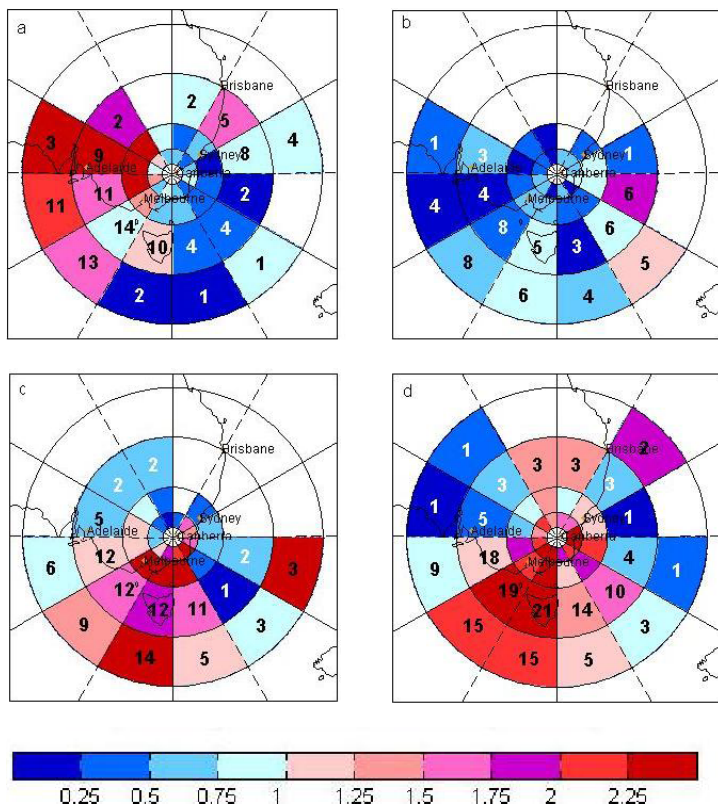 a
Brisbane
2
5
4
2
8
3
9
Sydney
Adelaide
Canberra
11
11
2
Melbourne
14
10
4
4
13
1
2
1
b
Brisbane
1
3
Sydney
1
Adelaide
Canberra
4
4
6
Melbourne
8
5
3
6
8
5
6
4
c
Brisbane
2
2
5
Sydney
Adelaide
Canberra
6
12
2
3
Melbourne
12
12
11
1
9
3
14
5
d
2
Brisbane
1
3
3
3
3
1
5
Sydney
1
Adelaide
Canberra
9
18
4
1
Melbourne
19
21
14
10
15
3
15
5
0.25 0.5 0.75 1 1.25 1.5 1.75 2 2.25